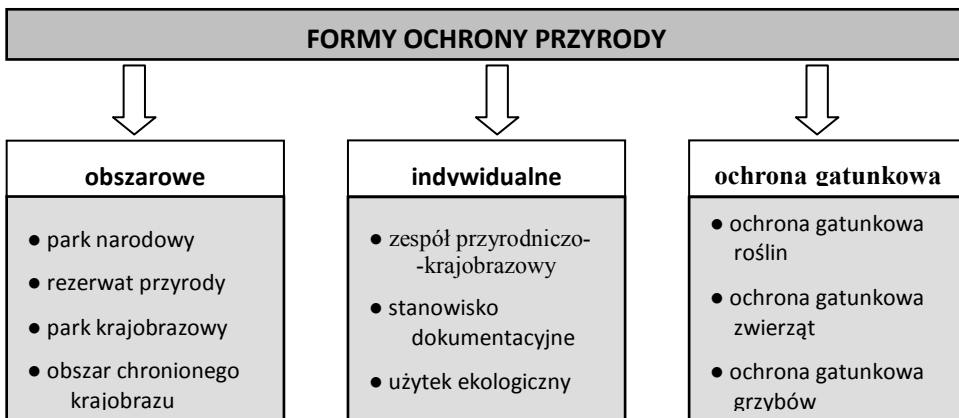 FORMY OCHRONY PRZYRODY
obszarowe
● park narodowy
● rezerwat przyrody
● park krajobrazowy
● obszar chronionego
krajobrazu
indywidualne
● zespół przyrodniczo-
-krajobrazowy
● stanowisko
dokumentacyjne
● użytek ekologiczny
ochrona gatunkowa
● ochrona gatunkowa
roślin
● ochrona gatunkowa
zwierząt
● ochrona gatunkowa
grzybów